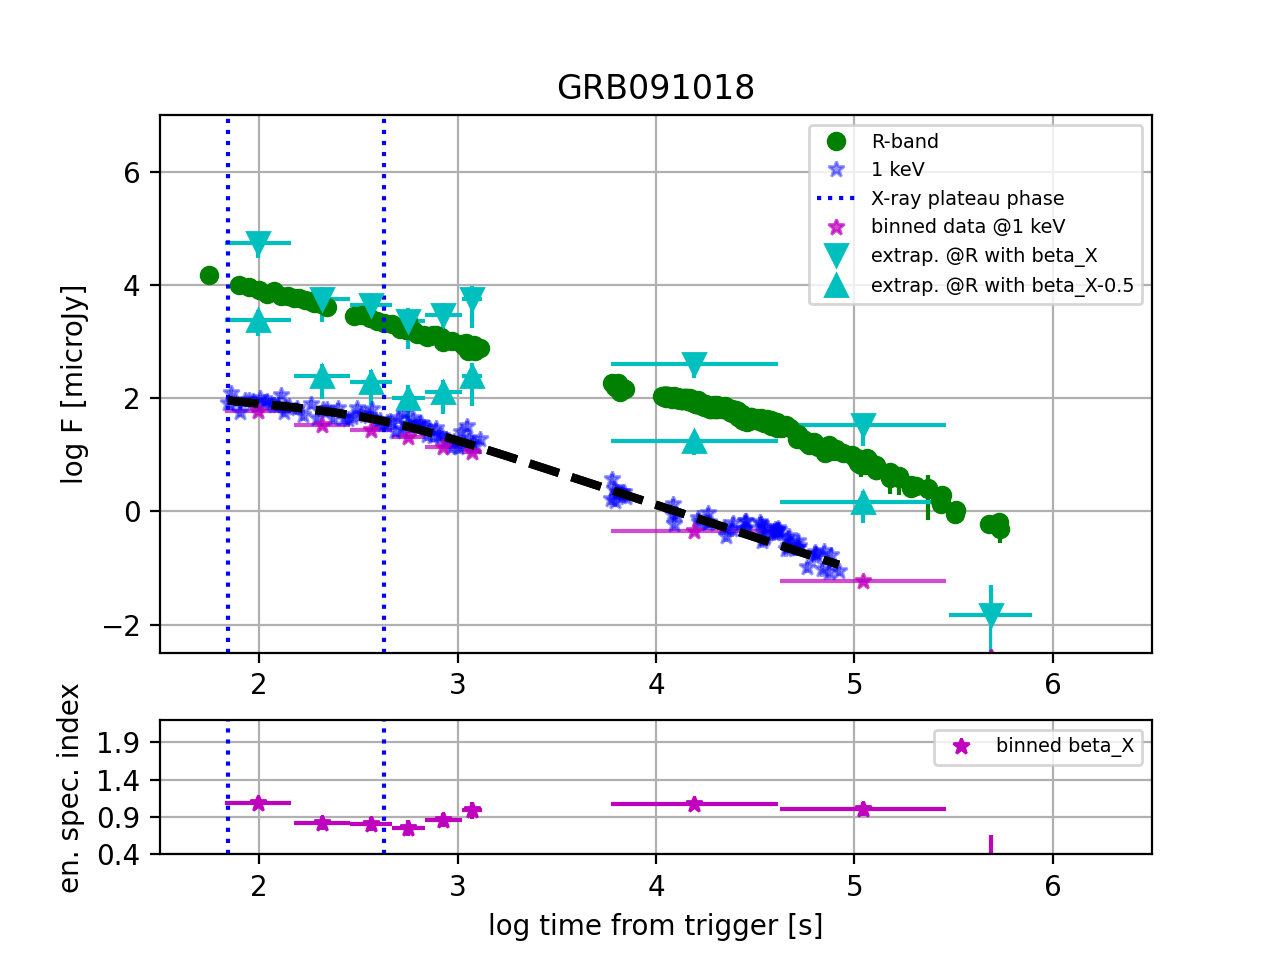 GRB091018
log F [microJy]
6
4
2
0
−2
R-band
1 keV
X-ray plateau phase
binned data @1 keV
extrap. @R with beta_X
extrap. @R with beta_X-0.5
2 3 4 5 6
en. spec. index
1.9
1.4
0.9
0.4
binned beta_X
2 3 4 5 6
log time from trigger [s]